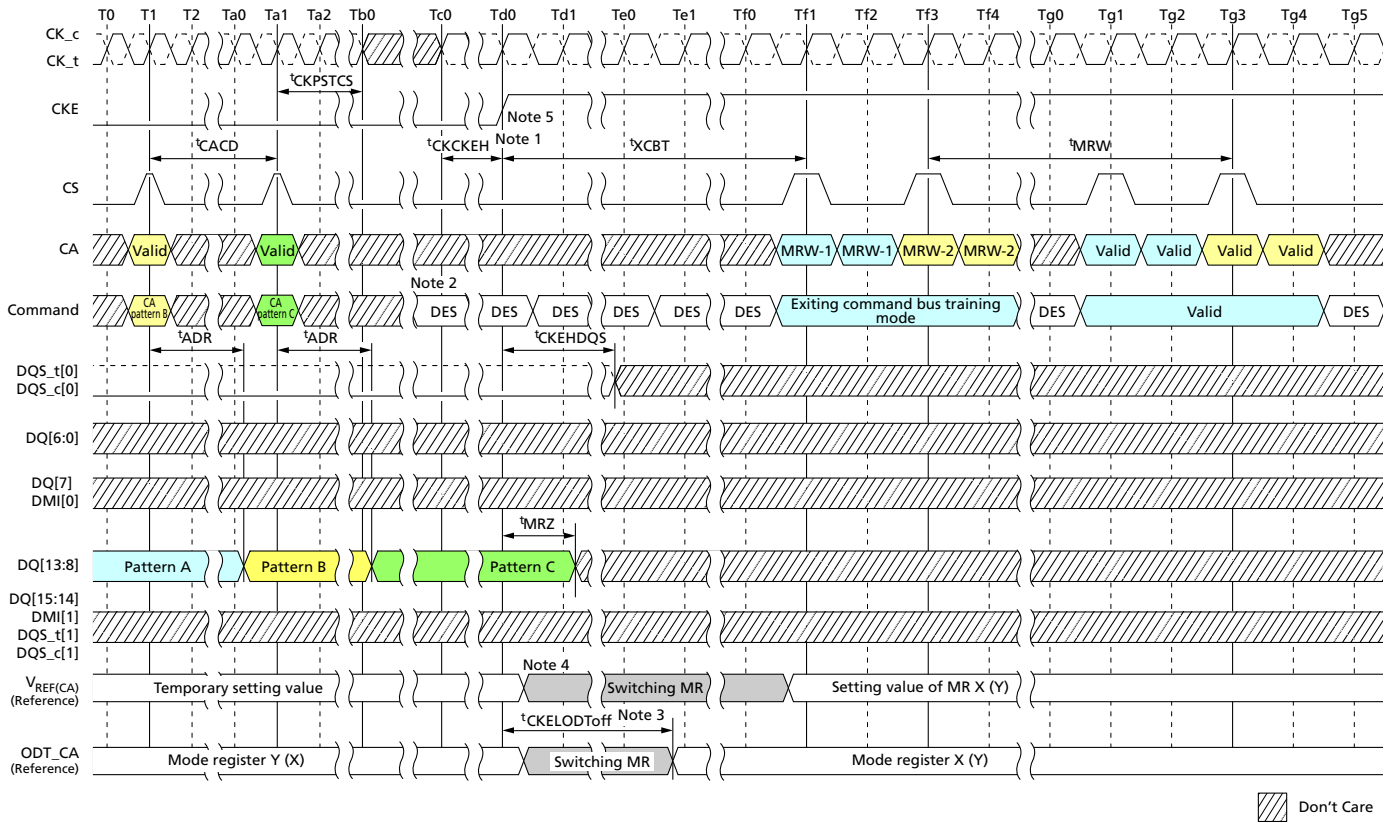 T0 T1 T2 Ta0 Ta1 Ta2 Tb0 Tc0 Td0 Td1 Te0 Te1 Tf0 Tf1 Tf2 Tf3 Tf4 Tg0 Tg1 Tg2 Tg3 Tg4 Tg5
CK_c
CK_t
tCKPSTCS
CKE
Note 5
tCACD
tCKCKEH
Note 1
tXCBT
tMRW
CS
CA
Valid Valid MRW-1 MRW-1 MRW-2 MRW-2 Valid Valid Valid Valid
Note 2
Command
CA pattern B
CA pattern C
DES DES DES DES DES DES
Exiting command bus training mode
DES Valid DES
tADR tADR tCKEHDQS
DQS_t[0]
DQS_c[0]
DQ[6:0]
DQ[7]
DMI[0]
tMRZ
DQ[13:8]
Pattern A Pattern B Pattern C
DQ[15:14]
DMI[1]
DQS_t[1]
DQS_c[1]
Note 4
VREF(CA)
(Reference)
Temporary setting value Switching MR Setting value of MR X (Y)
tCKELODToff Note 3
ODT_CA
(Reference)
Mode register Y (X) Switching MR Mode register X (Y)
Don't Care